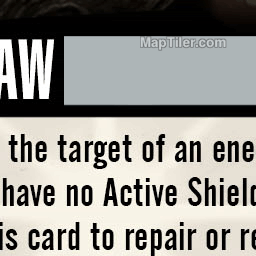 AW
MapTiler.com
the target of an ene
have no Active Shield
is card to repair or re